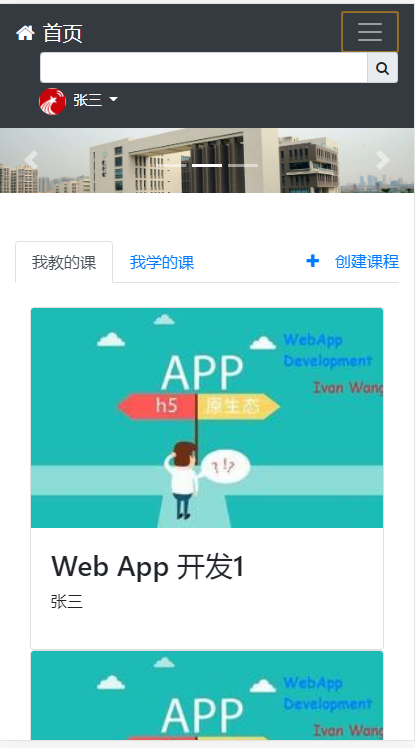 首页
张三
我教的课
我学的课
创建课程
WebApp
Development
APP
Ivan Wang
h5
原生态
?!?
Web App 开发1
张三
WebApp
Development
APP
Ivan Wang